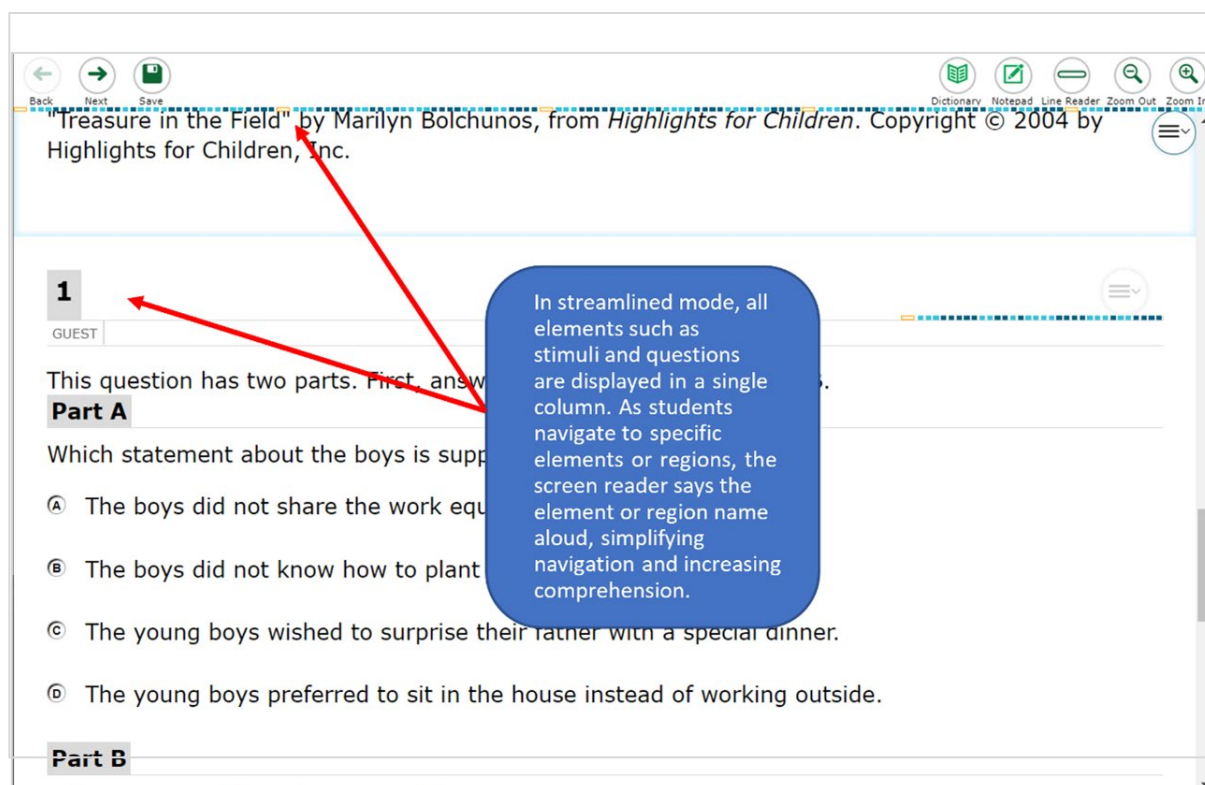 Back Next Save Dictionary Notepad Line Reader Zoom Out Zoom In
"Treasure in the Field" by Marilyn Bolchunos, from Highlights for Children. Copyright © 2004 by
Highlights for Children, Inc.
1
GUEST
This question has two parts. First, answ
Part A
Which statement about the boys is supp
A The boys did not share the work equ
B The boys did not know how to plant
C The young boys wished to surprise their father with a special dinner.
D The young boys preferred to sit in the house instead of working outside.
Part B
In streamlined mode, all
elements such as
stimuli and questions
are displayed in a single
column. As students
navigate to specific
elements or regions, the
screen reader says the
element or region name
aloud, simplifying
navigation and increasing
comprehension.